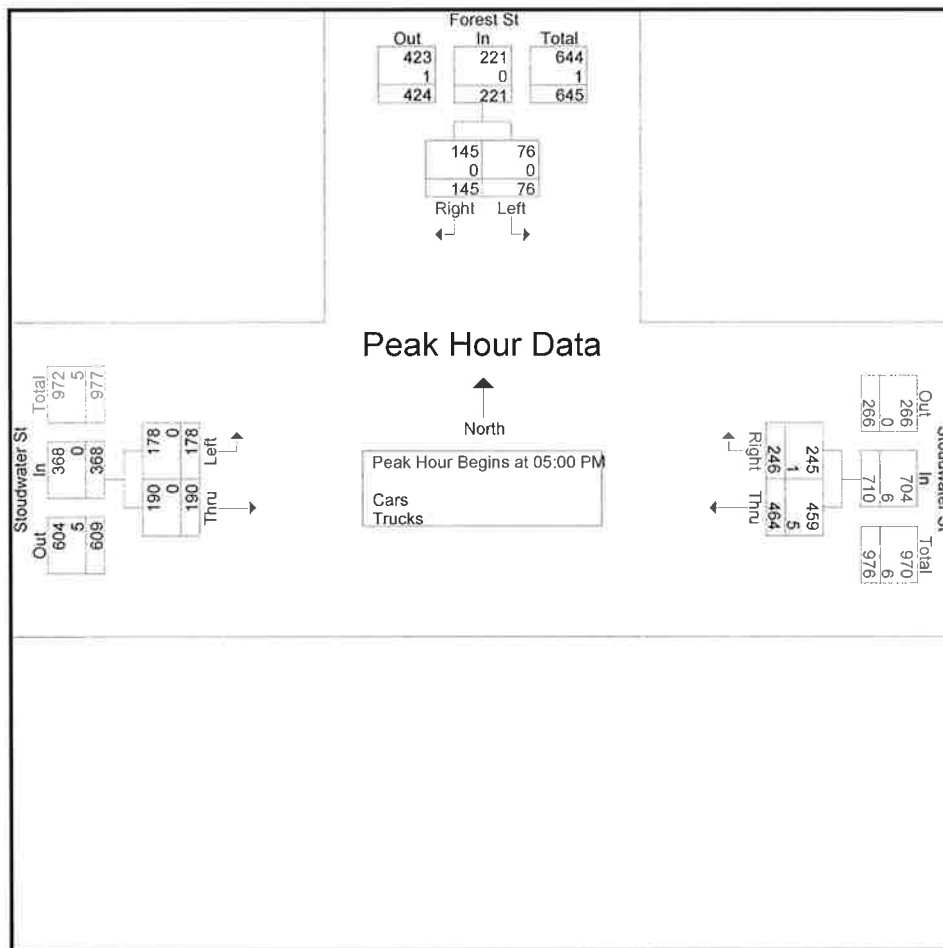 Forest St
Out In Total
423 221 644
1 0 1
424 221 645
145 76
0 0
145 76
Right Left
Peak Hour Data
North
Peak Hour Begins at 05:00 PM
Cars
Trucks
Stoudwater St
Out In Total
604 368 972
5 0 5
609 368 977
Thru Left
190 178
0 0
190 178
Out In Total
266 704 970
0 6 6
266 710 976
Right Thru
245 459
1 5
246 464